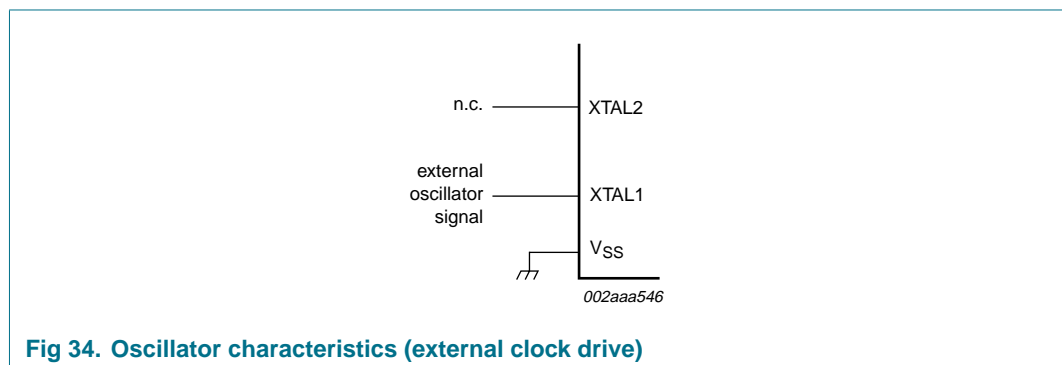 n.c.
XTAL2
external
oscillator
signal
XTAL1
VSS
002aaa546
Fig 34. Oscillator characteristics (external clock drive)